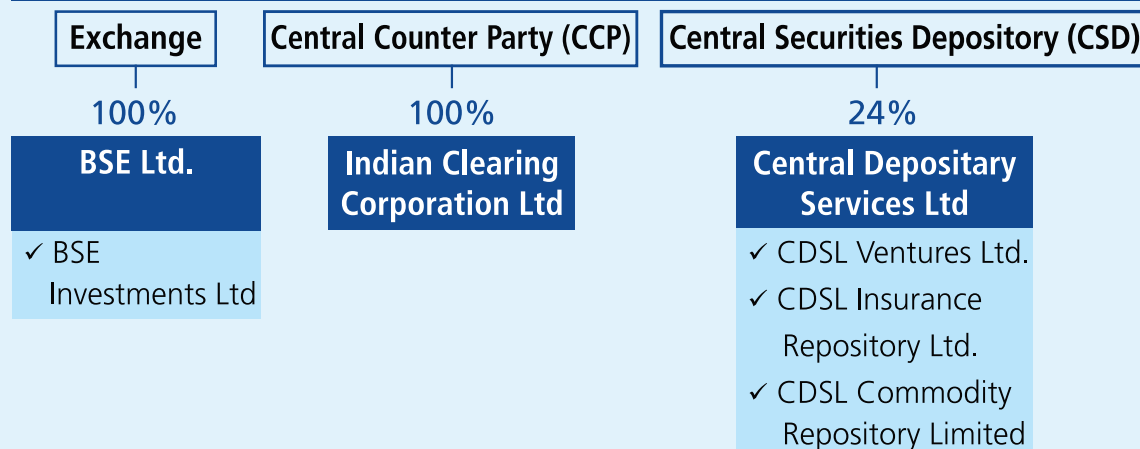 Exchange
100%
BSE Ltd.
✓ BSE
Investments Ltd
Central Counter Party (CCP)
100%
Indian Clearing
Corporation Ltd
Central Securities Depository (CSD)
24%
Central Depositary
Services Ltd
✓ CDSL Ventures Ltd.
✓ CDSL Insurance
Repository Ltd.
✓ CDSL Commodity
Repository Limited